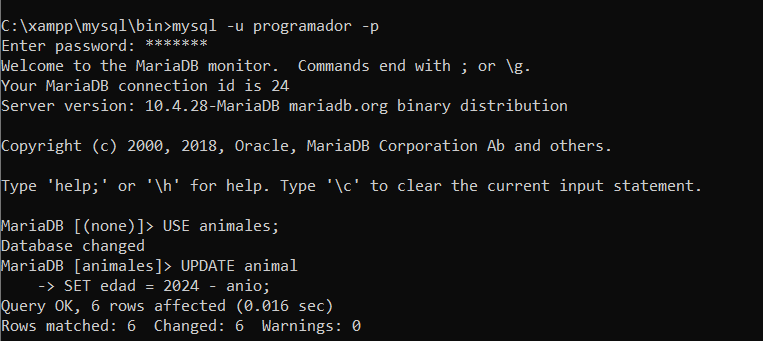 C:\xampp\mysql\bin>mysql -u programador -p
Enter password: *******
Welcome to the MariaDB monitor.  Commands end with ; or \g.
Your MariaDB connection id is 24
Server version: 10.4.28-MariaDB mariadb.org binary distribution

Copyright (c) 2000, 2018, Oracle, MariaDB Corporation Ab and others.

Type 'help;' or '\h' for help. Type '\c' to clear the current input statement.

MariaDB [(none)]> USE animales;
Database changed
MariaDB [animales]> UPDATE animal
    -> SET edad = 2024 - anio;
Query OK, 6 rows affected (0.016 sec)
Rows matched: 6  Changed: 6  Warnings: 0